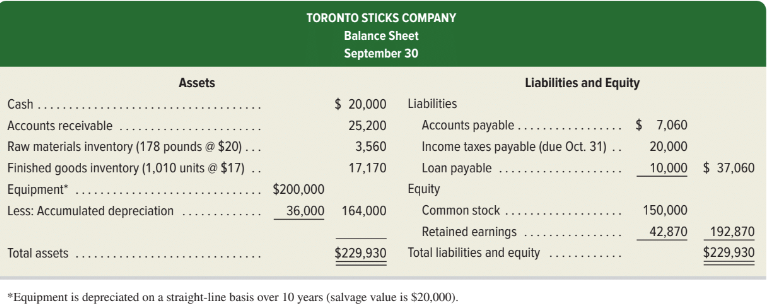 TORONTO STICKS COMPANY
Balance Sheet
September 30
Assets
Cash ................................... $ 20,000
Accounts receivable ...................... 25,200
Raw materials inventory (178 pounds @ $20) ... 3,560
Finished goods inventory (1,010 units @ $17) .. 17,170
Equipment* ............................. $200,000
Less: Accumulated depreciation ............. 36,000 164,000
Total assets ............................. $229,930
Liabilities and Equity
Liabilities
Accounts payable ................. $ 7,060
Income taxes payable (due Oct. 31) .. 20,000
Loan payable .................... 10,000 $ 37,060
Equity
Common stock ................... 150,000
Retained earnings ................ 42,870 192,870
Total liabilities and equity ............ $229,930
*Equipment is depreciated on a straight-line basis over 10 years (salvage value is $20,000).